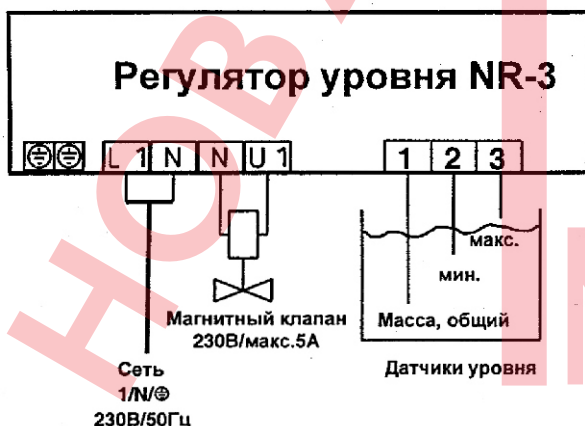 НОВ
Регулятор уровня NR-3
L 1 N N U 1 1 2 3
макс.
мин.
Магнитный клапан
230В/макс.5А
Масса, общий
Датчики уровня
Сеть
1/N/⏚
230В/50Гц